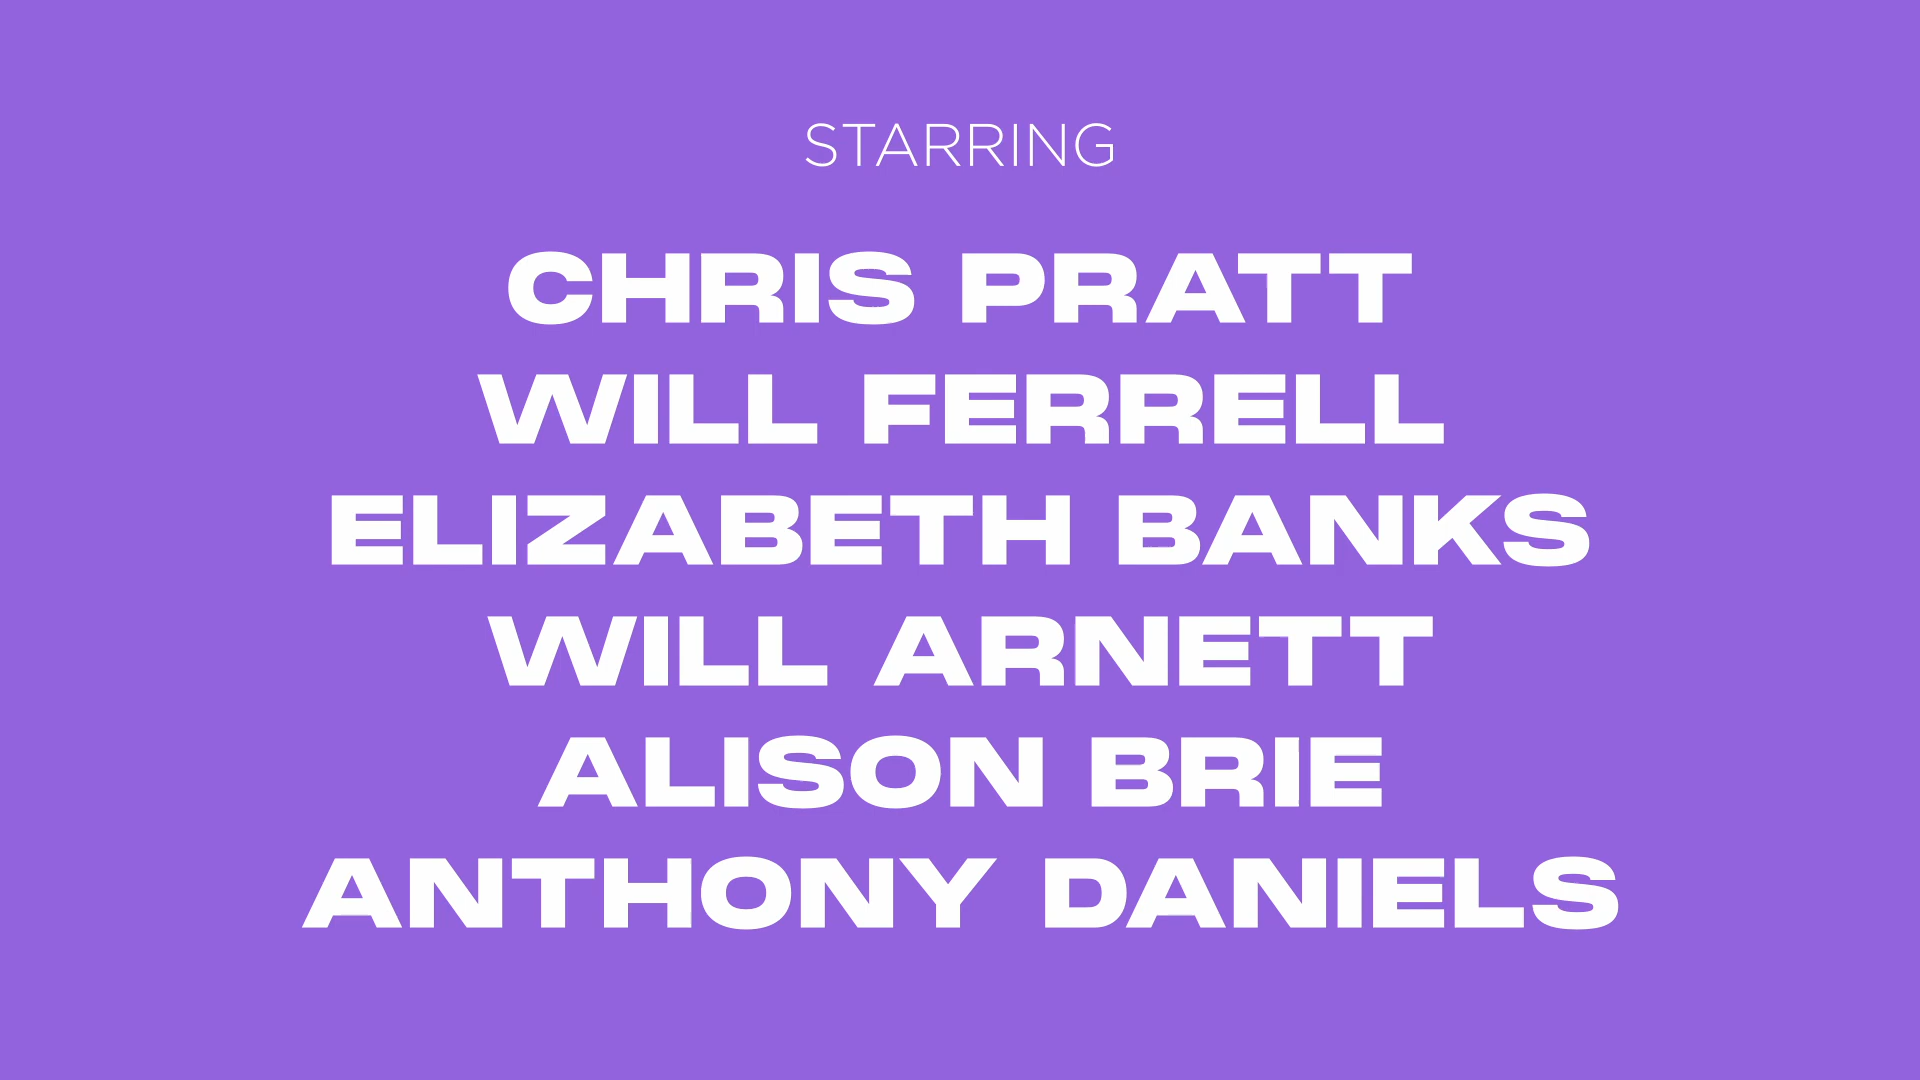 STARRING
CHRIS PRATT
WILL FERRELL
ELIZABETH BANKS
WILL ARNETT
ALISON BRIE
ANTHONY DANIELS